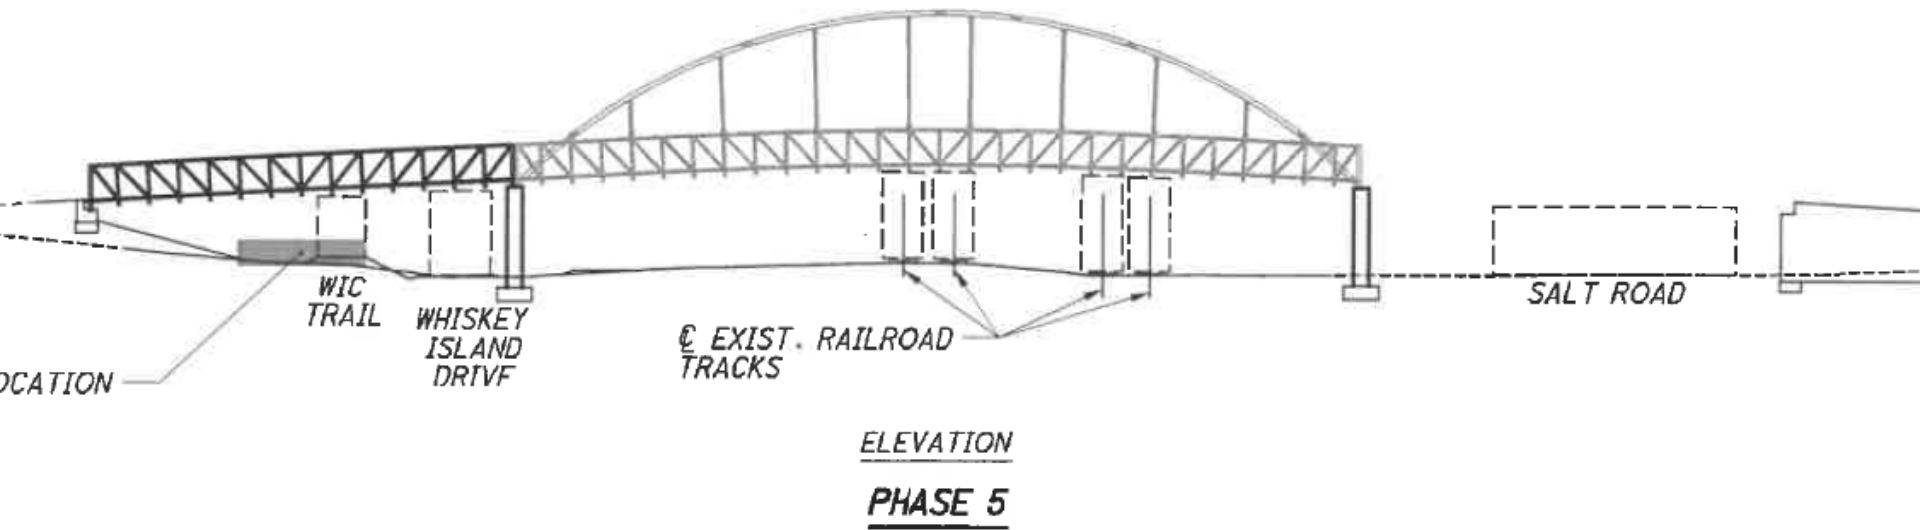 WIC
TRAIL
WHISKEY
ISLAND
DRIVE
SALT ROAD
℄ EXIST. RAILROAD
TRACKS
OCATION
ELEVATION
PHASE 5